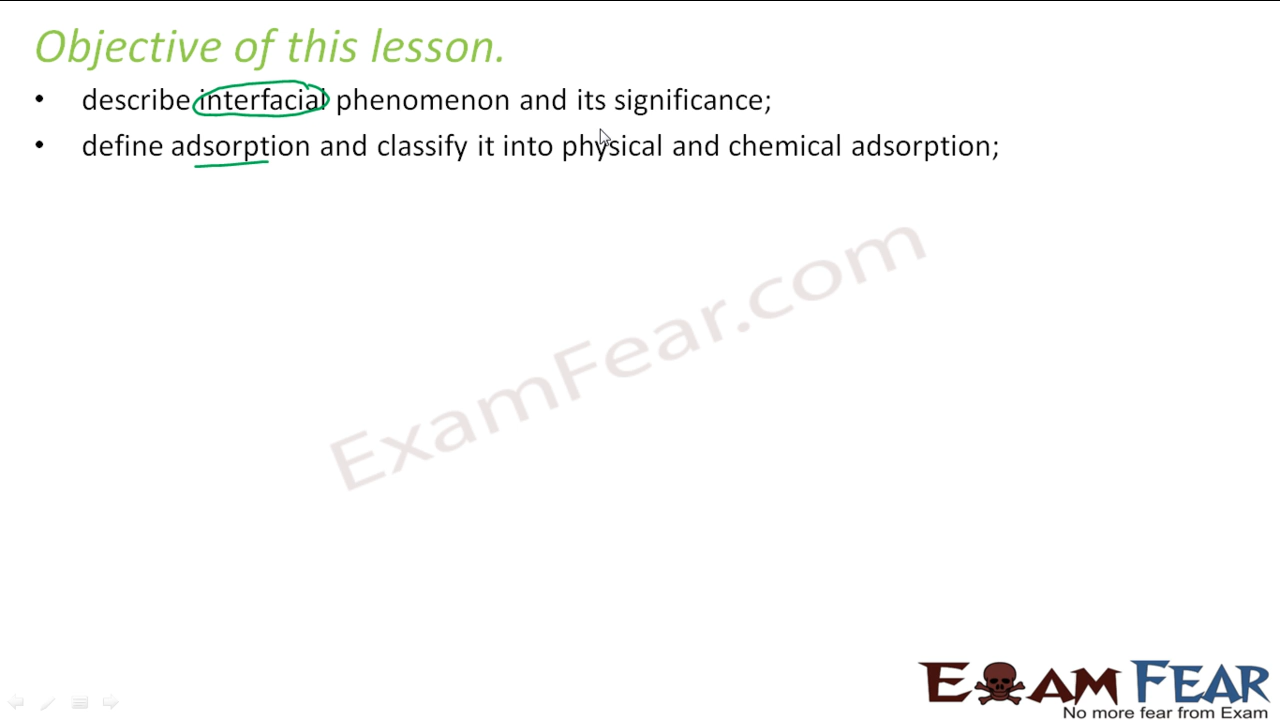 Objective of this lesson.
• describe interfacial phenomenon and its significance;
• define adsorption and classify it into physical and chemical adsorption;
ExamFear.com
EXAM FEAR
No more fear from Exam